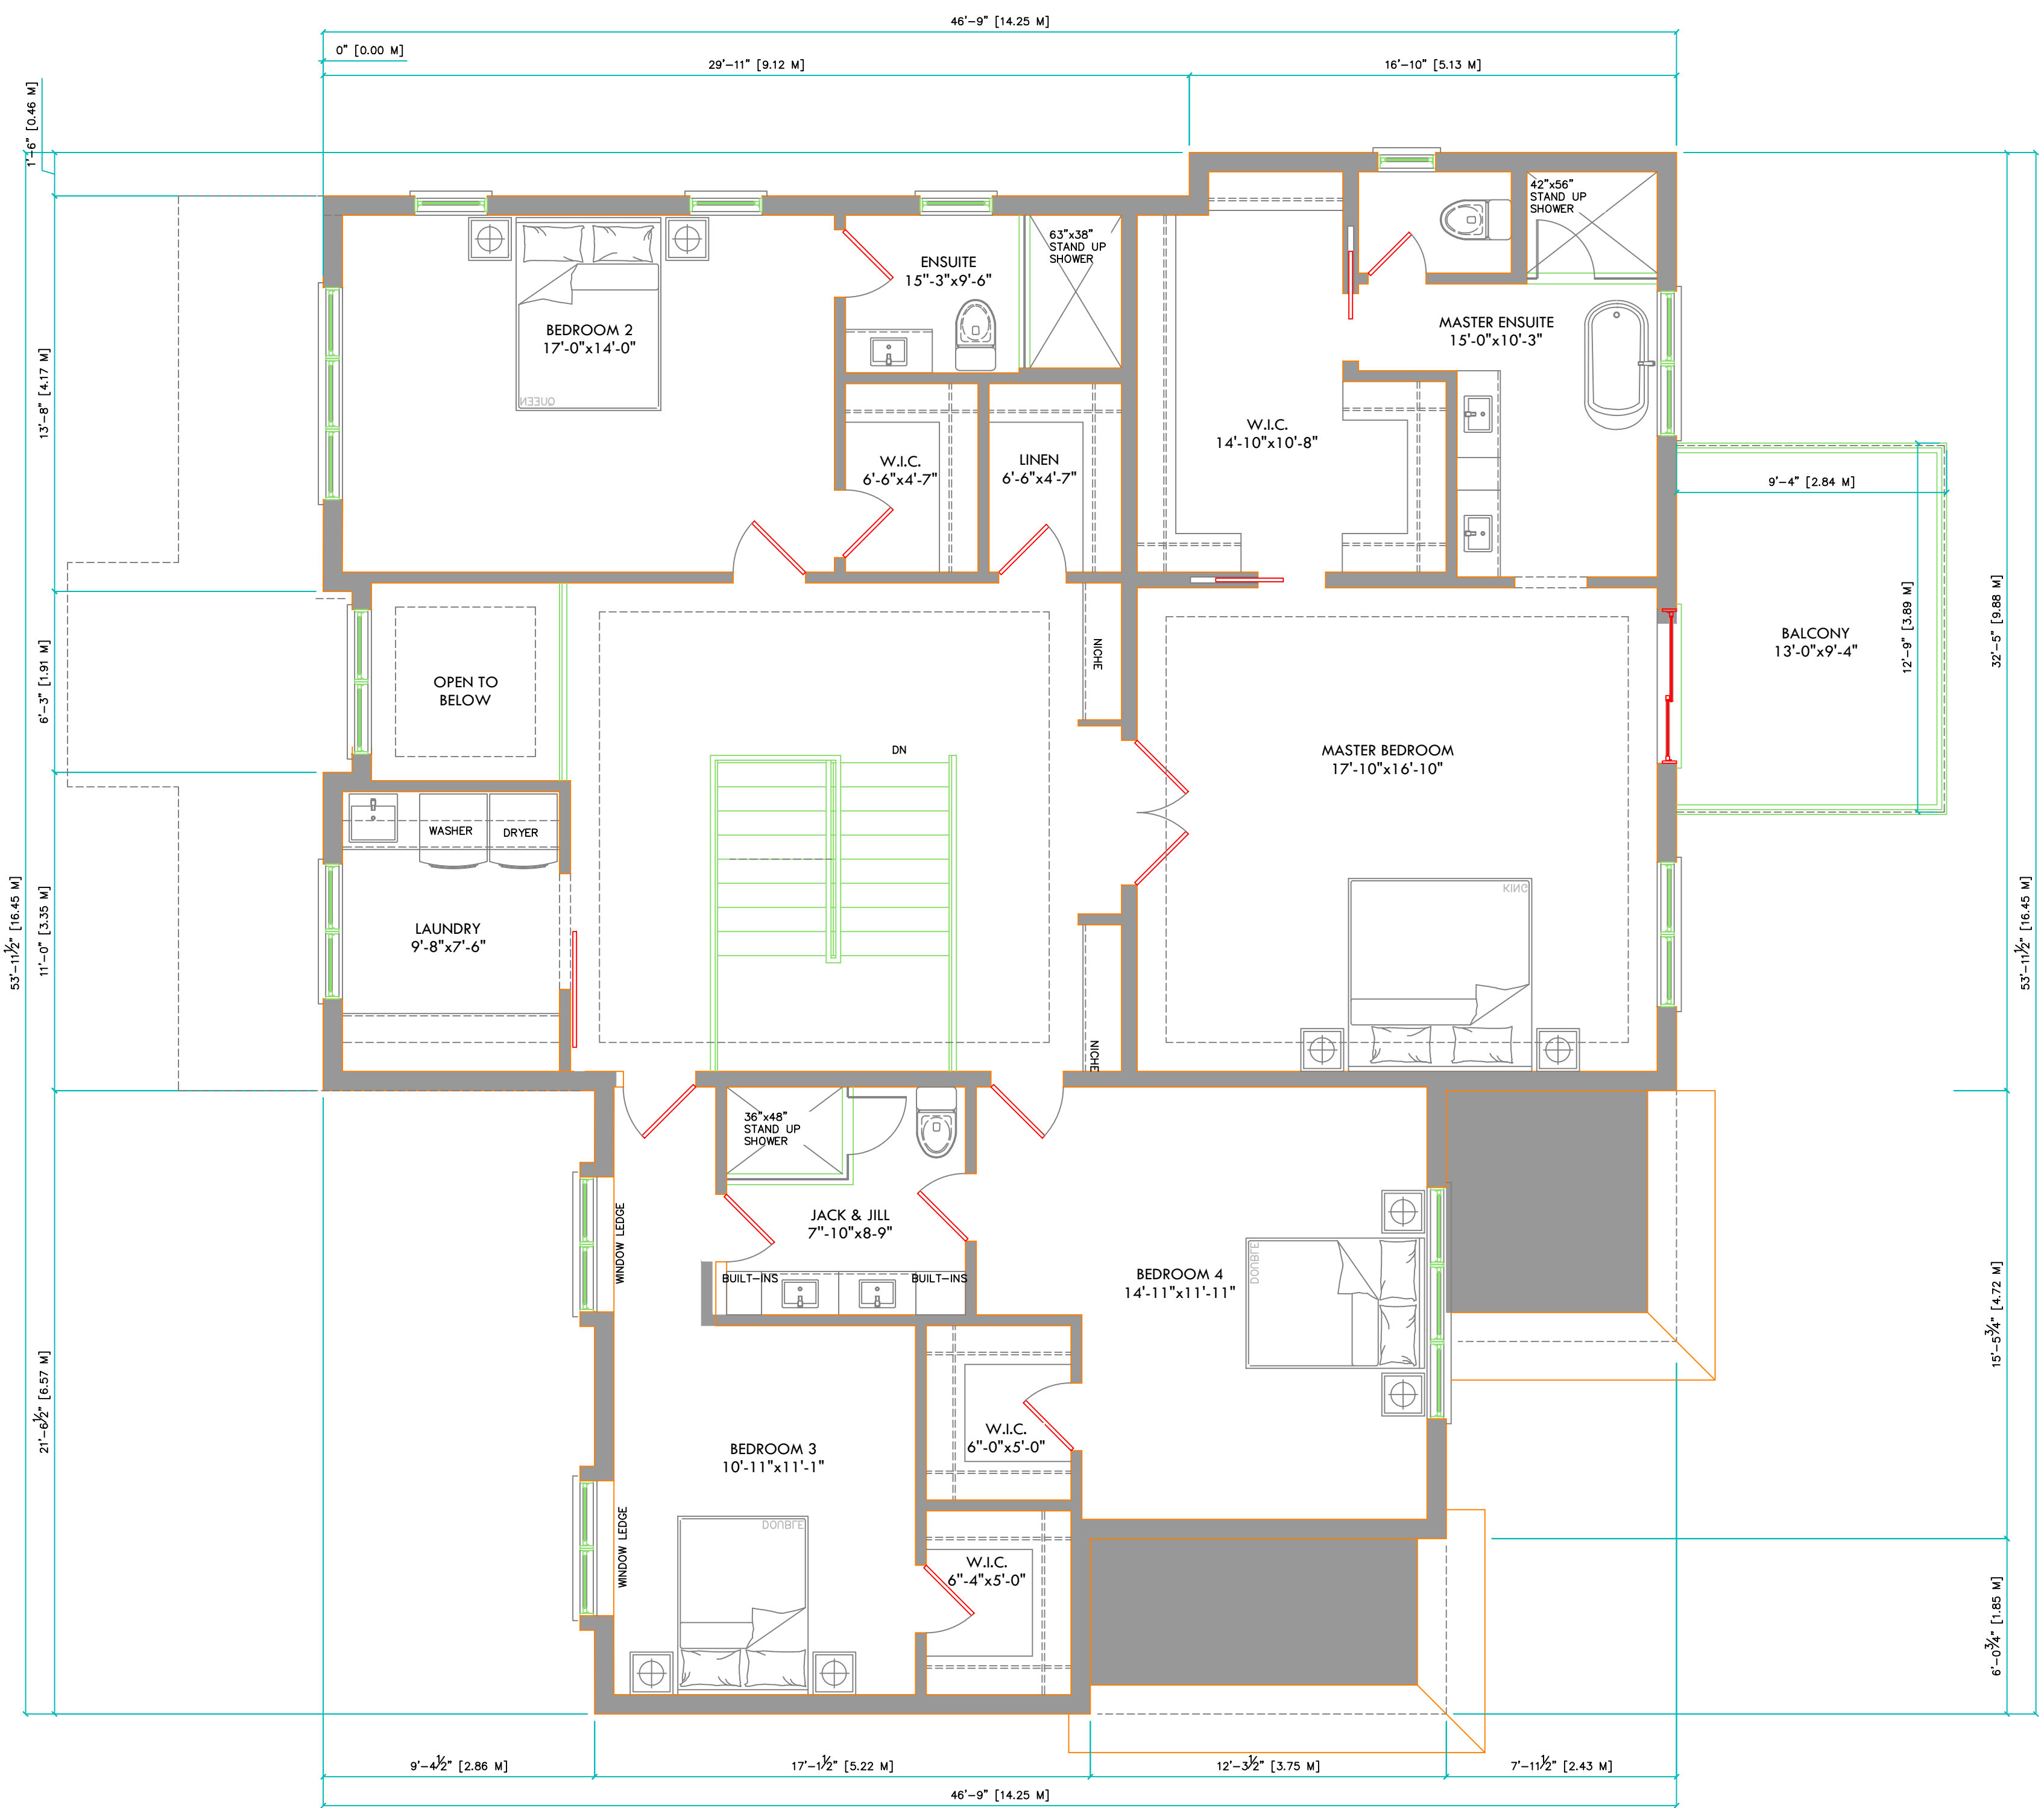 46'-9" [14.25 M]
0" [0.00 M]
29'-11" [9.12 M]
16'-10" [5.13 M]
1'-6" [0.46 M]
42"x56"
STAND UP
SHOWER
63"x38"
STAND UP
SHOWER
ENSUITE
15"-3"x9'-6"
BEDROOM 2
17'-0"x14'-0"
MASTER ENSUITE
15'-0"x10'-3"
13'-8" [4.17 M]
QUEEN
W.I.C.
14'-10"x10'-8"
W.I.C.
6'-6"x4'-7"
LINEN
6'-6"x4'-7"
9'-4" [2.84 M]
12'-9" [3.89 M]
32'-5" [9.88 M]
BALCONY
13'-0"x9'-4"
6'-3" [1.91 M]
OPEN TO
BELOW
NICHE
DN
MASTER BEDROOM
17'-10"x16'-10"
WASHER
DRYER
KING
53'-11½" [16.45 M]
11'-0" [3.35 M]
LAUNDRY
9'-8"x7'-6"
53'-11½" [16.45 M]
NICHE
36"x48"
STAND UP
SHOWER
WINDOW LEDGE
JACK & JILL
7"-10"x8-9"
BUILT-INS
BUILT-INS
DOUBLE
BEDROOM 4
14'-11"x11'-11"
15'-5¾" [4.72 M]
21'-6½" [6.57 M]
W.I.C.
6"-0"x5'-0"
BEDROOM 3
10'-11"x11'-1"
WINDOW LEDGE
DOUBLE
W.I.C.
6"-4"x5'-0"
6'-0¾" [1.85 M]
9'-4½" [2.86 M]
17'-1½" [5.22 M]
12'-3½" [3.75 M]
7'-11½" [2.43 M]
46'-9" [14.25 M]